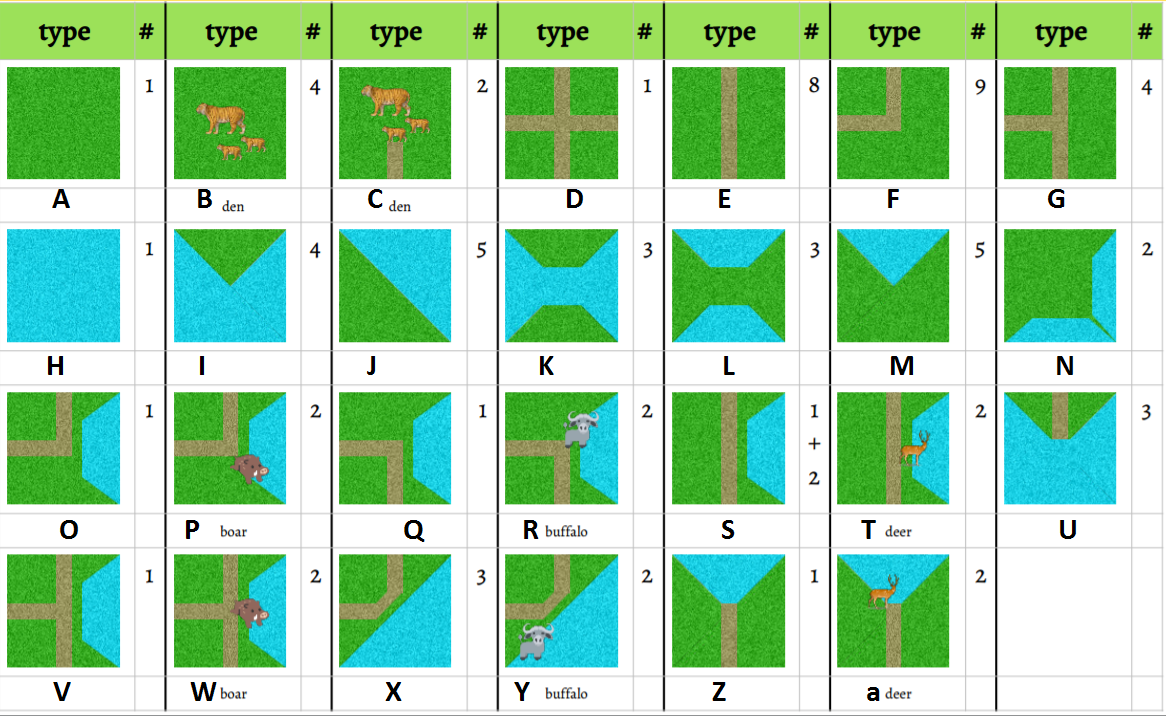 type # type # type # type # type # type # type #
1 4 2 1 8 9 4
A B den C den D E F G
1 4 5 3 3 5 2
H I J K L M N
1 2 1 2 1 + 2 2 3
O P boar Q R buffalo S T deer U
1 2 3 2 1 2
V W boar X Y buffalo Z a deer